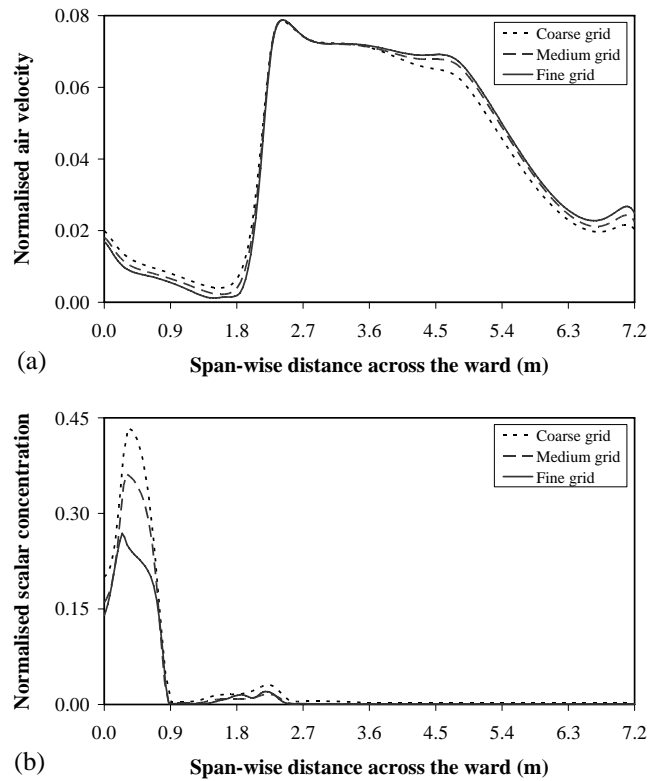 0.08
0.06
0.04
0.02
0.00
Normalised air velocity
Coarse grid
Medium grid
Fine grid
0.0 0.9 1.8 2.7 3.6 4.5 5.4 6.3 7.2
(a) Span-wise distance across the ward (m)
0.45
0.30
0.15
0.00
Normalised scalar concentration
Coarse grid
Medium grid
Fine grid
0.0 0.9 1.8 2.7 3.6 4.5 5.4 6.3 7.2
(b) Span-wise distance across the ward (m)